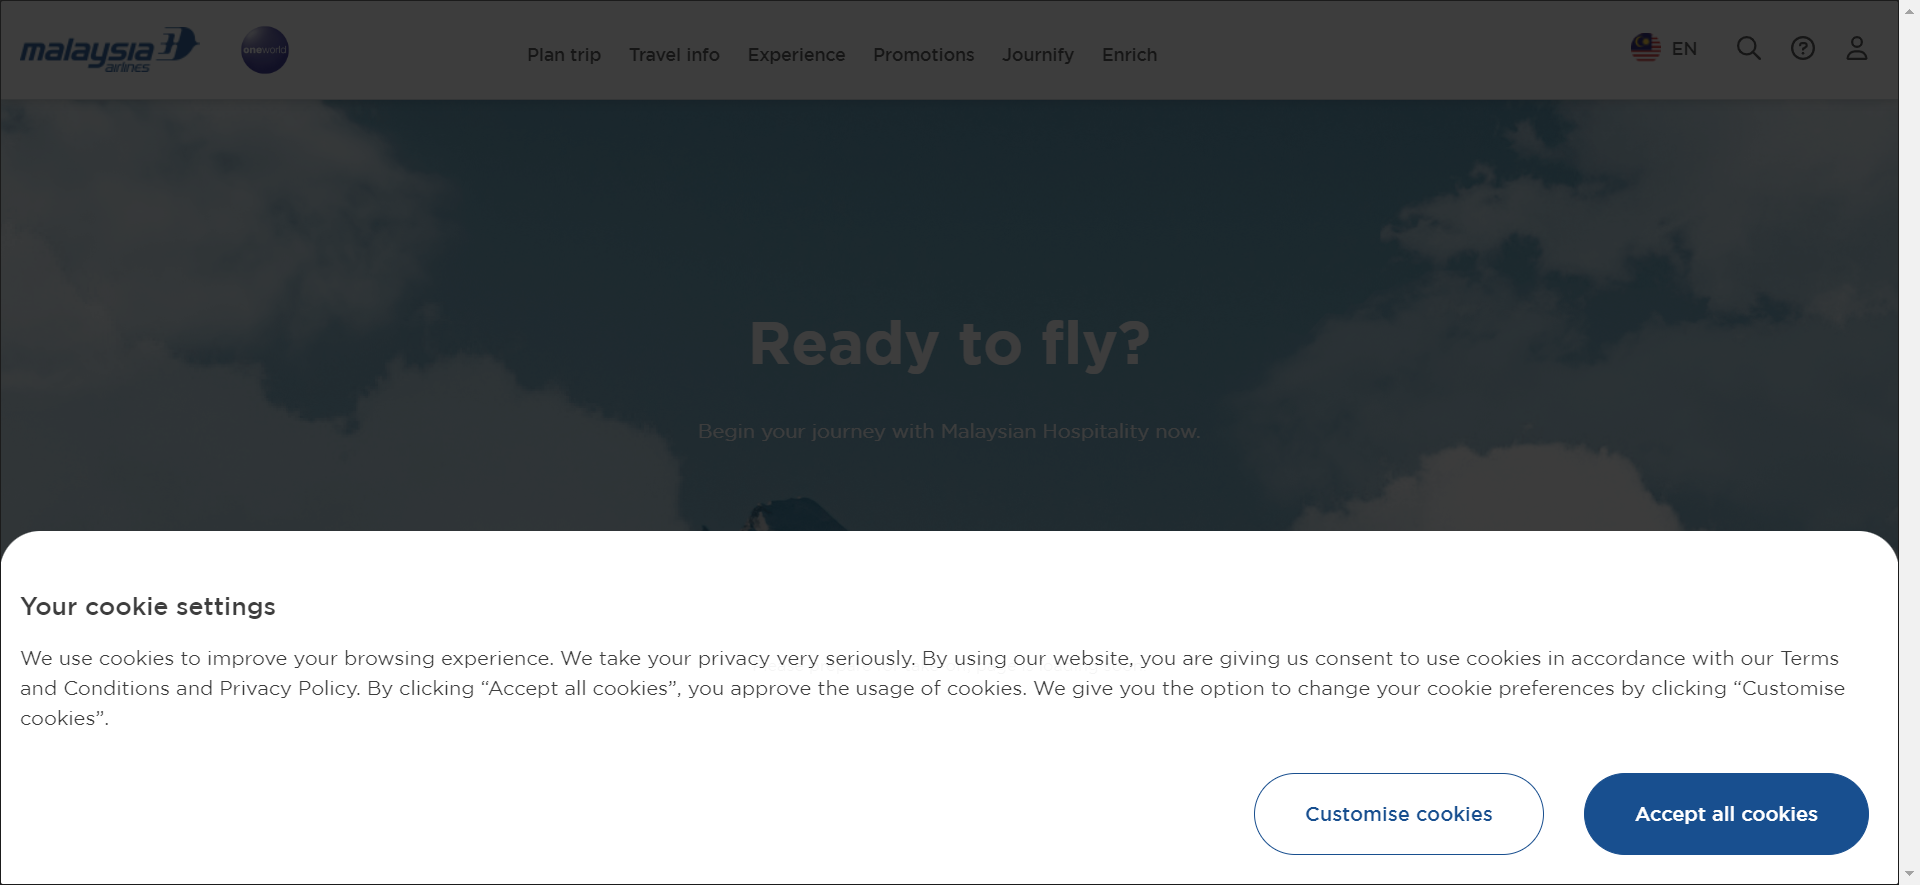 malaysia airlines
oneworld
Plan trip Travel info Experience Promotions Journify Enrich
EN
Ready to fly?
Begin your journey with Malaysian Hospitality now.
Your cookie settings
We use cookies to improve your browsing experience. We take your privacy very seriously. By using our website, you are giving us consent to use cookies in accordance with our Terms
and Conditions and Privacy Policy. By clicking “Accept all cookies”, you approve the usage of cookies. We give you the option to change your cookie preferences by clicking “Customise
cookies”.
Customise cookies Accept all cookies